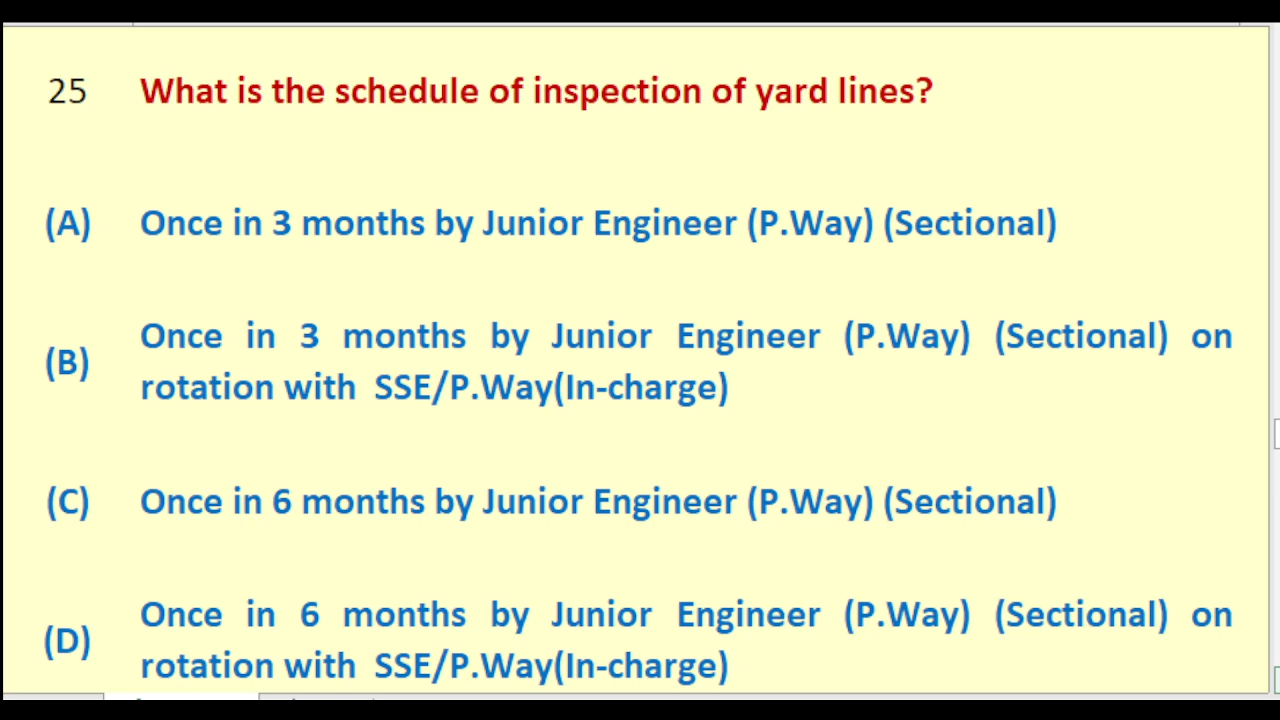 25 What is the schedule of inspection of yard lines?
(A) Once in 3 months by Junior Engineer (P.Way) (Sectional)
(B) Once in 3 months by Junior Engineer (P.Way) (Sectional) on
rotation with SSE/P.Way(In-charge)
(C) Once in 6 months by Junior Engineer (P.Way) (Sectional)
(D) Once in 6 months by Junior Engineer (P.Way) (Sectional) on
rotation with SSE/P.Way(In-charge)